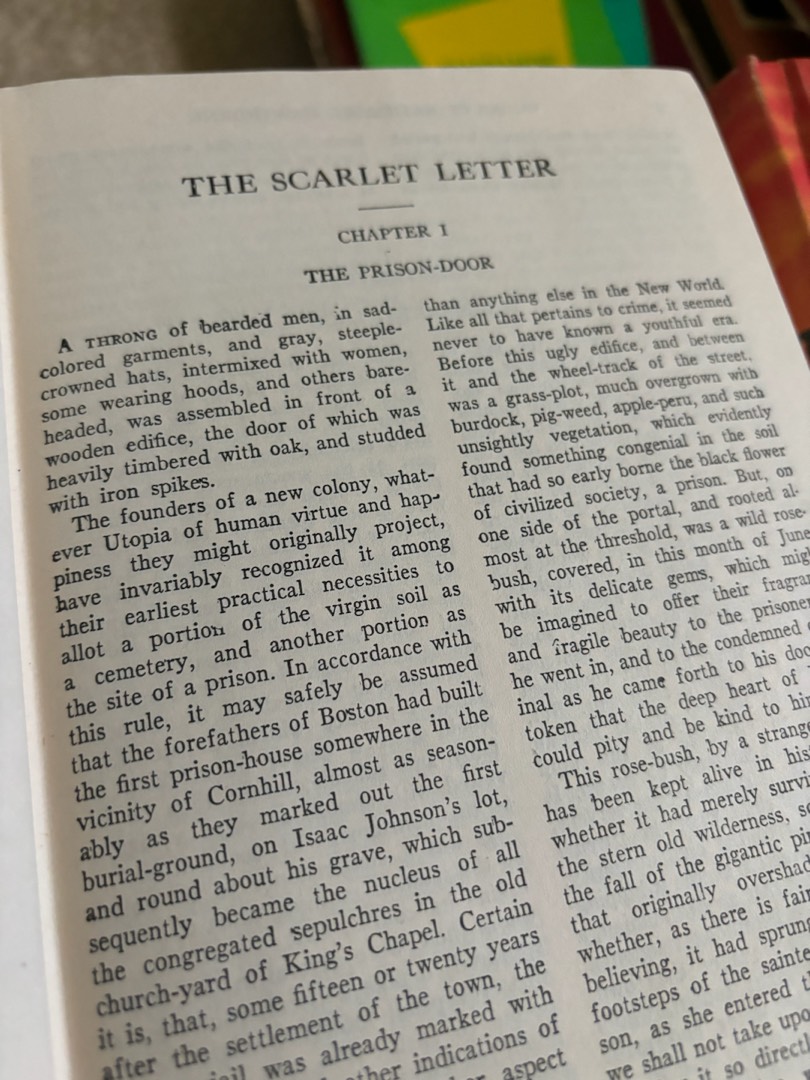 THE SCARLET LETTER
CHAPTER 1
THE PRISON-DOOR
A THRONG of bearded men, in sad-
colored garments, and gray, steeple-
crowned hats, intermixed with women,
some wearing hoods, and others bare-
headed, was assembled in front of a
wooden edifice, the door of which was
heavily timbered with oak, and studded
with iron spikes.
The founders of a new colony, what-
ever Utopia of human virtue and hap-
piness they might originally project,
have invariably recognized it among
their earliest practical necessities to
allot a portion of the virgin soil as
a cemetery, and another portion as
the site of a prison. In accordance with
this rule, it may safely be assumed
that the forefathers of Boston had built
the first prison-house somewhere in the
vicinity of Cornhill, almost as season-
ably as they marked out the first
burial-ground, on Isaac Johnson's lot,
and round about his grave, which sub-
sequently became the nucleus of all
the congregated sepulchres in the old
church-yard of King's Chapel. Certain
it is, that, some fifteen or twenty years
after the settlement of the town, the
was already marked with
indications of
aspect
than anything else in the New World.
Like all that pertains to crime, it seemed
never to have known a youthful era.
Before this ugly edifice, and between
it and the wheel-track of the street,
was a grass-plot, much overgrown with
burdock, pig-weed, apple-peru, and such
unsightly vegetation, which evidently
found something congenial in the soil
that had so early borne the black flower
of civilized society, a prison. But, on
one side of the portal, and rooted al-
most at the threshold, was a wild rose-
bush, covered, in this month of June
with its delicate gems, which
be imagined to offer their
and fragile beauty to the
he went in, and to the condemned
inal as he came forth to his
token that the deep heart of
could pity and be kind to
This rose-bush, by a
has been kept alive in
whether it had merely
the stern old wilderness,
the fall of the gigantic
that originally
whether, as there is
believing, it had
footsteps of the
son, as she entered
we shall not take
it so